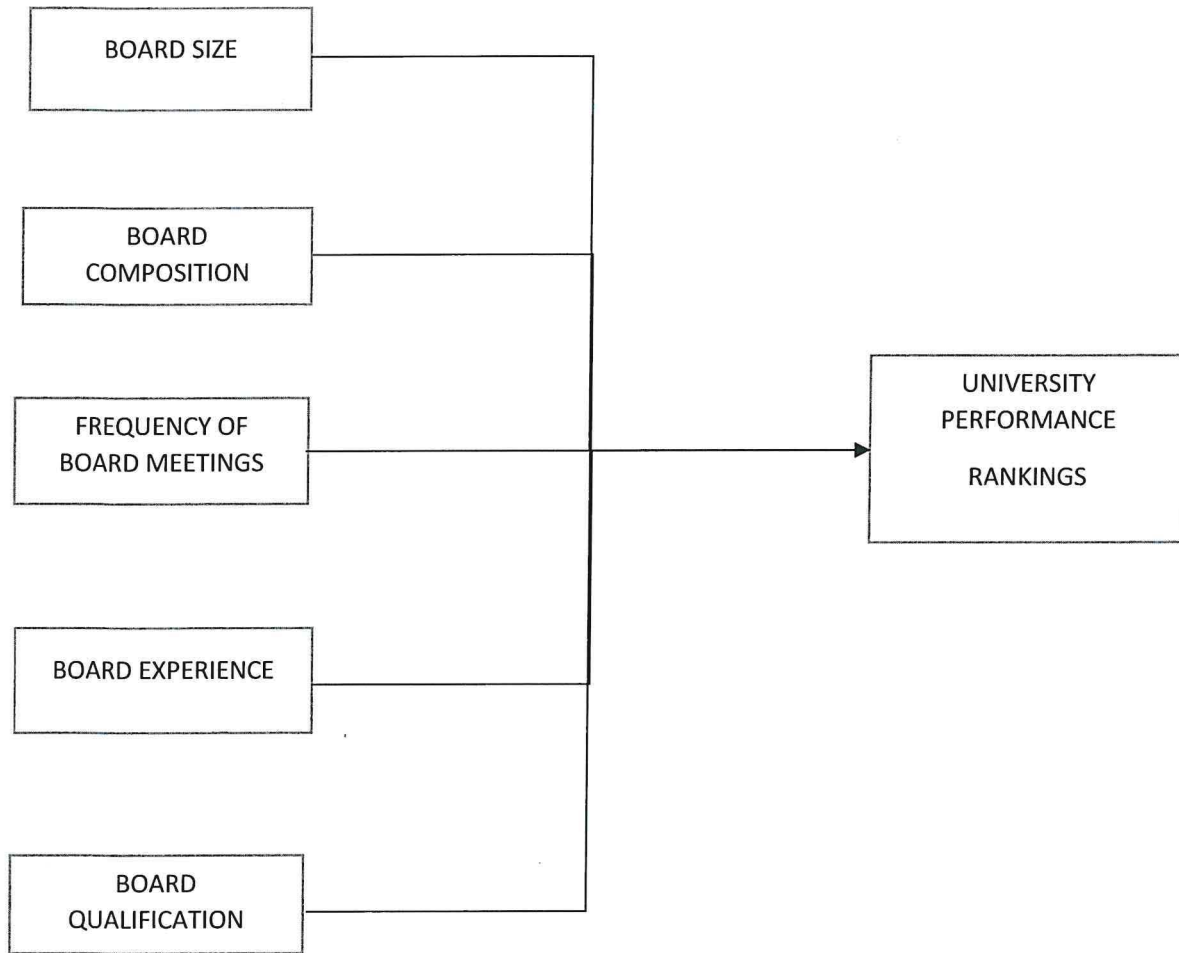 BOARD SIZE
BOARD
COMPOSITION
FREQUENCY OF
BOARD MEETINGS
BOARD EXPERIENCE
BOARD
QUALIFICATION
UNIVERSITY
PERFORMANCE
RANKINGS